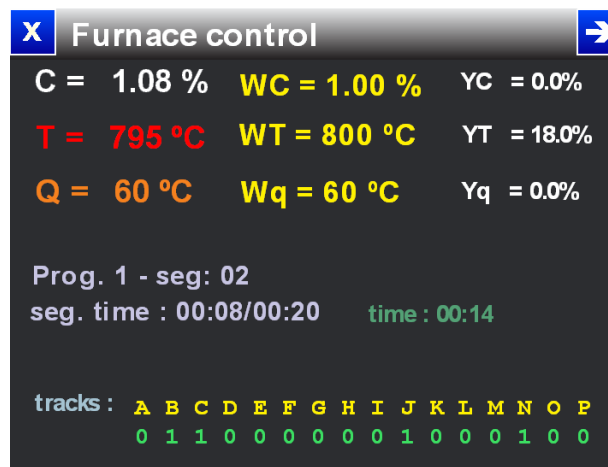 X Furnace control
C = 1.08 % WC = 1.00 % YC = 0.0%
T = 795 ºC WT = 800 ºC YT = 18.0%
Q = 60 ºC Wq = 60 ºC Yq = 0.0%
Prog. 1 - seg: 02
seg. time : 00:08/00:20 time : 00:14
tracks : A B C D E F G H I J K L M N O P
0 1 1 0 0 0 0 0 0 1 0 0 0 1 0 0